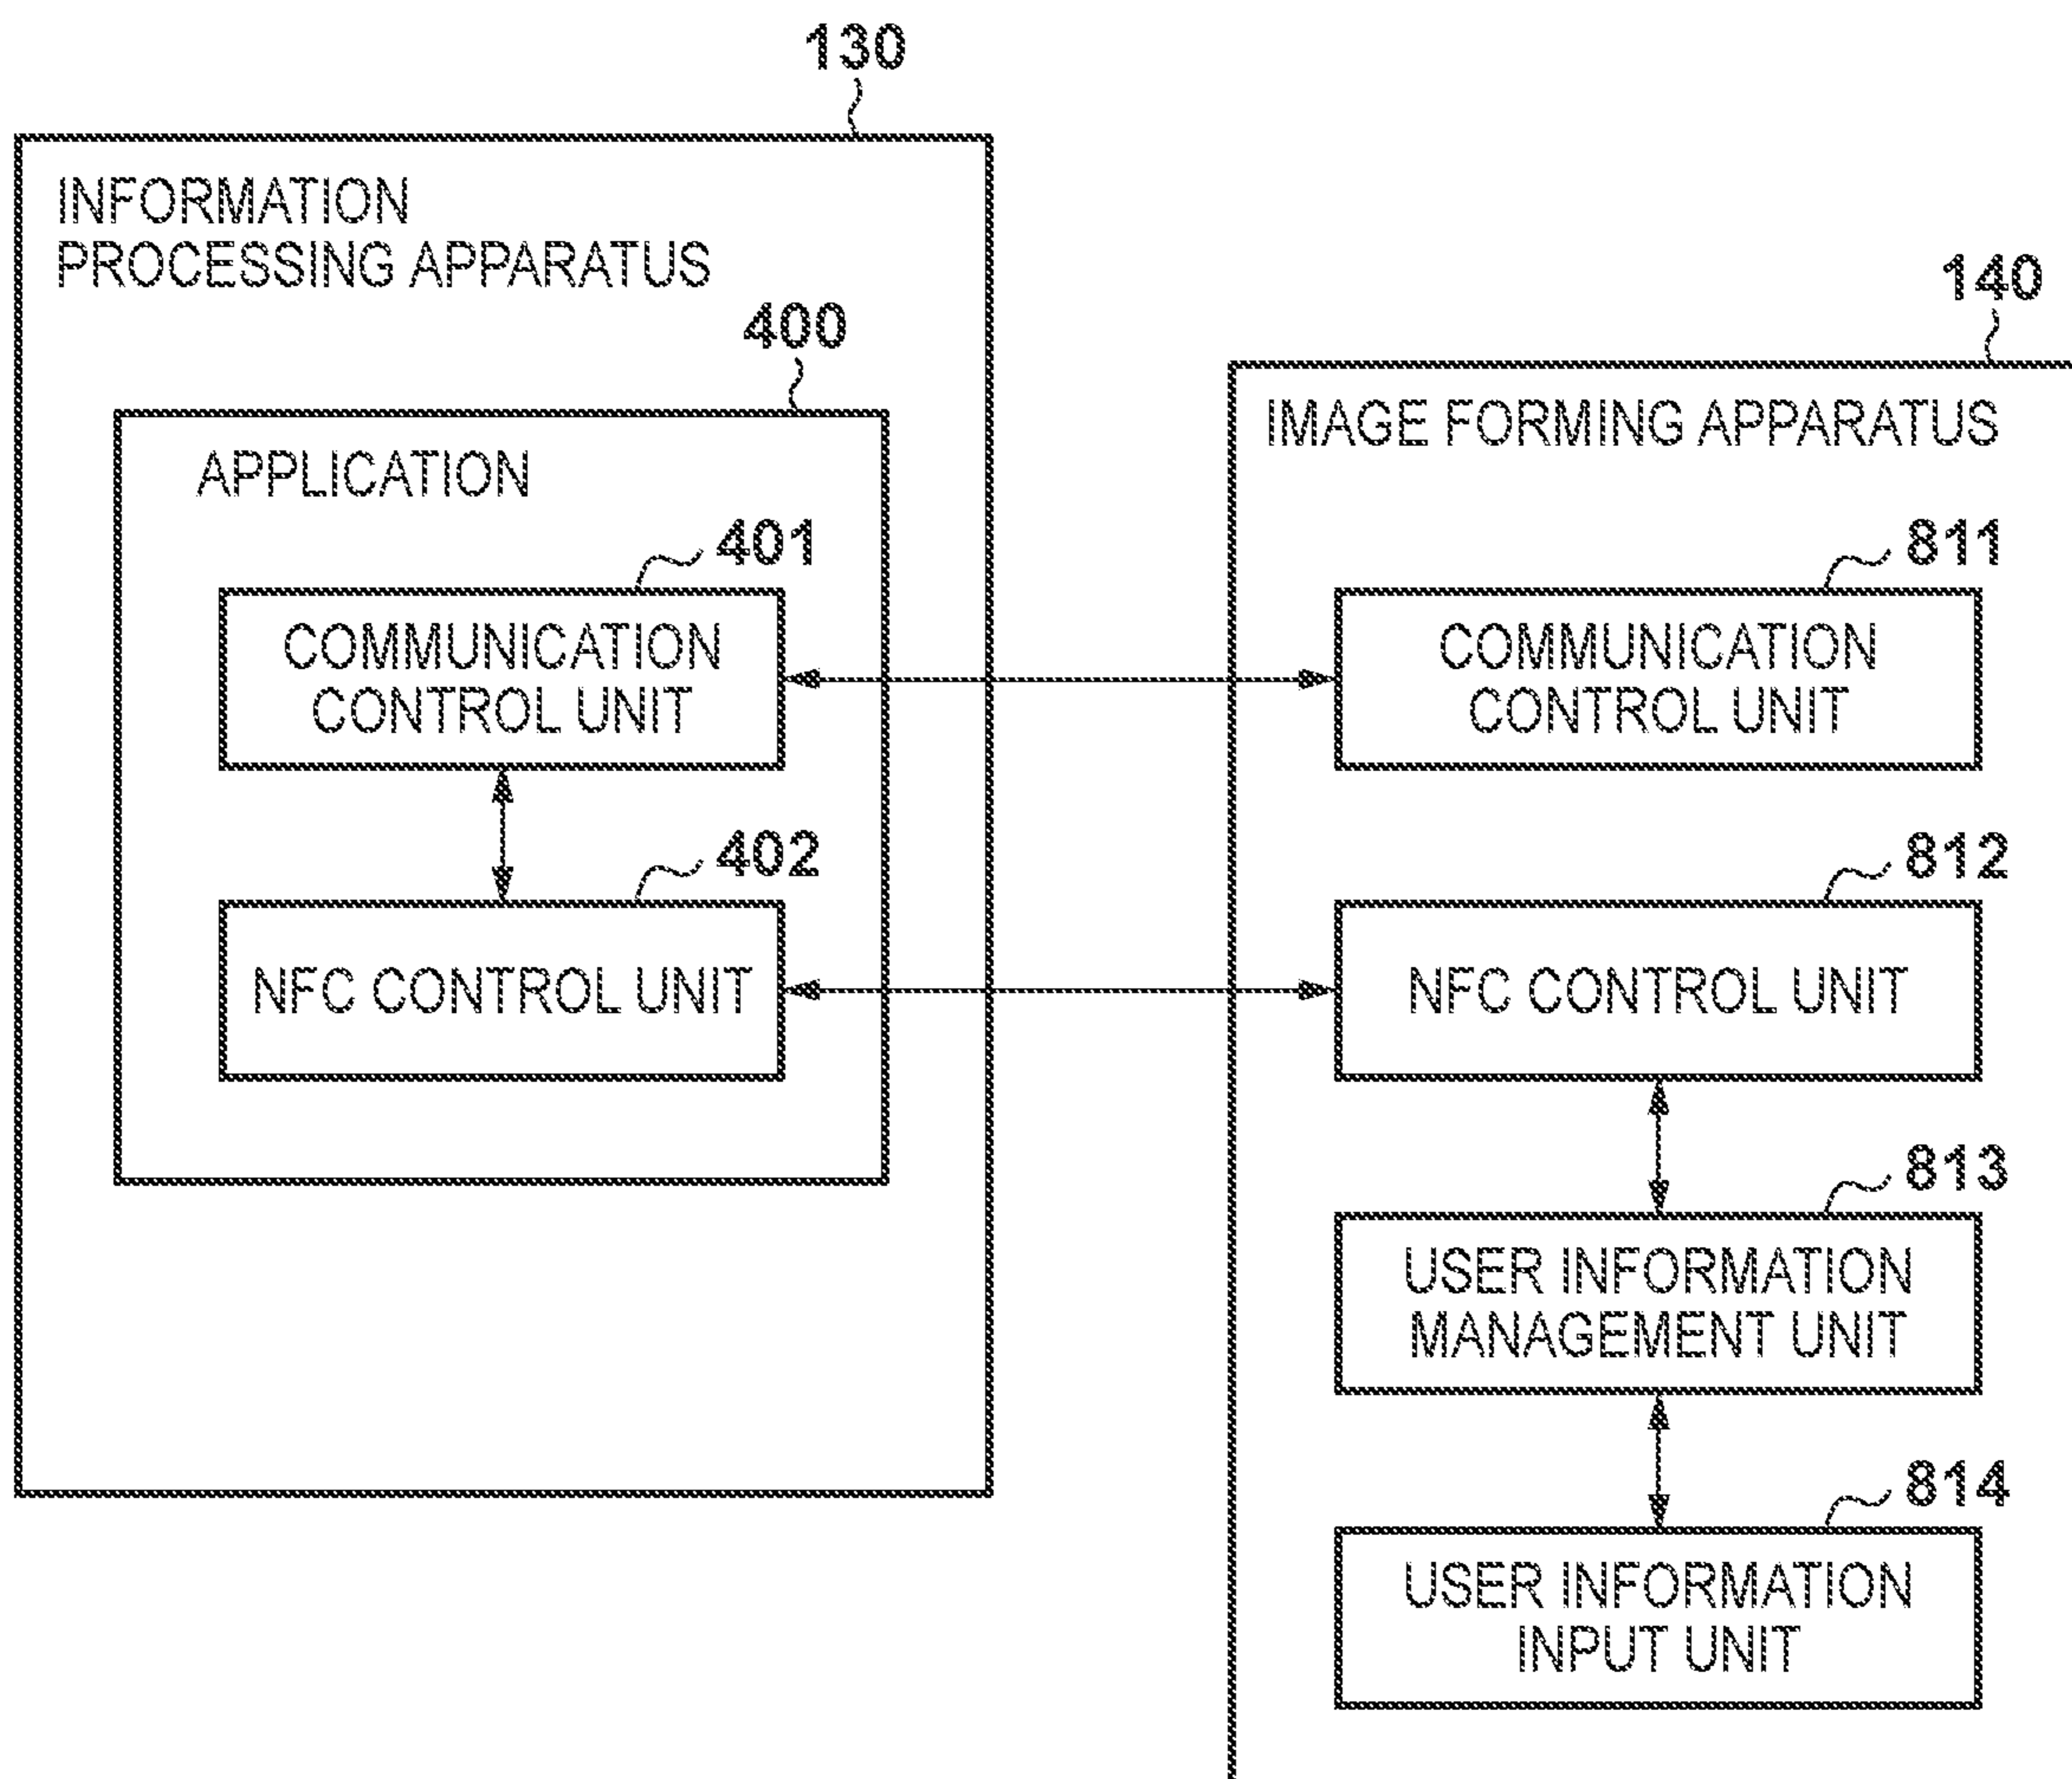 130
INFORMATION
PROCESSING APPARATUS
400
APPLICATION
401
COMMUNICATION
CONTROL UNIT
402
NFC CONTROL UNIT
140
IMAGE FORMING APPARATUS
811
COMMUNICATION
CONTROL UNIT
812
NFC CONTROL UNIT
813
USER INFORMATION
MANAGEMENT UNIT
814
USER INFORMATION
INPUT UNIT